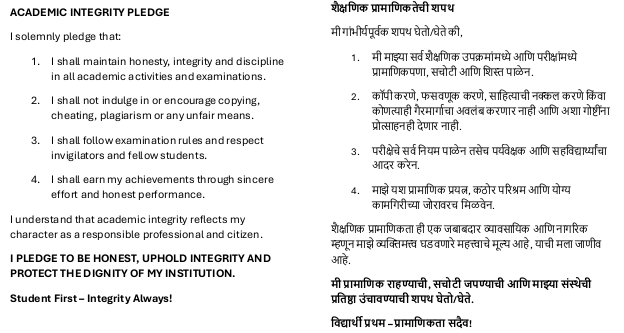 ACADEMIC INTEGRITY PLEDGE
I solemnly pledge that:
1. I shall maintain honesty, integrity and discipline
in all academic activities and examinations.
2. I shall not indulge in or encourage copying,
cheating, plagiarism or any unfair means.
3. I shall follow examination rules and respect
invigilators and fellow students.
4. I shall earn my achievements through sincere
effort and honest performance.
I understand that academic integrity reflects my
character as a responsible professional and citizen.
I PLEDGE TO BE HONEST, UPHOLD INTEGRITY AND
PROTECT THE DIGNITY OF MY INSTITUTION.
Student First – Integrity Always!
शैक्षणिक प्रामाणिकतेची शपथ
मी गांभीर्यपूर्वक शपथ घेतो/घेते की,
1. मी माझ्या सर्व शैक्षणिक उपक्रमांमध्ये आणि परीक्षांमध्ये
प्रामाणिकपणा, सचोटी आणि शिस्त पाळेन.
2. कॉपी करणे, फसवणूक करणे, साहित्याची नक्कल करणे किंवा
कोणत्याही गैरमार्गाचा अवलंब करणार नाही आणि अशा गोष्टींना
प्रोत्साहनही देणार नाही.
3. परीक्षेचे सर्व नियम पाळेन तसेच पर्यवेक्षक आणि सहविद्यार्थ्यांचा
आदर करेन.
4. माझे यश प्रामाणिक प्रयत्न, कठोर परिश्रम आणि योग्य
कामगिरीच्या जोरावरच मिळवेन.
शैक्षणिक प्रामाणिकता ही एक जबाबदार व्यावसायिक आणि नागरिक
म्हणून माझे व्यक्तिमत्त्व घडवणारे महत्त्वाचे मूल्य आहे, याची मला जाणीव
आहे.
मी प्रामाणिक राहण्याची, सचोटी जपण्याची आणि माझ्या संस्थेची
प्रतिष्ठा उंचावण्याची शपथ घेतो/घेते.
विद्यार्थी प्रथम – प्रामाणिकता सदैव!